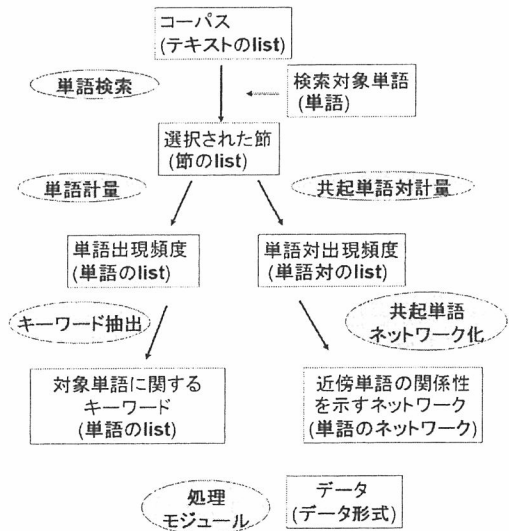 コーパス
(テキストのlist)
単語検索
検索対象単語
(単語)
選択された節
(節のlist)
単語計量
共起単語対計量
単語出現頻度
(単語のlist)
単語対出現頻度
(単語対のlist)
キーワード抽出
共起単語
ネットワーク化
対象単語に関する
キーワード
(単語のlist)
近傍単語の関係性
を示すネットワーク
(単語のネットワーク)
処理
モジュール
データ
(データ形式)